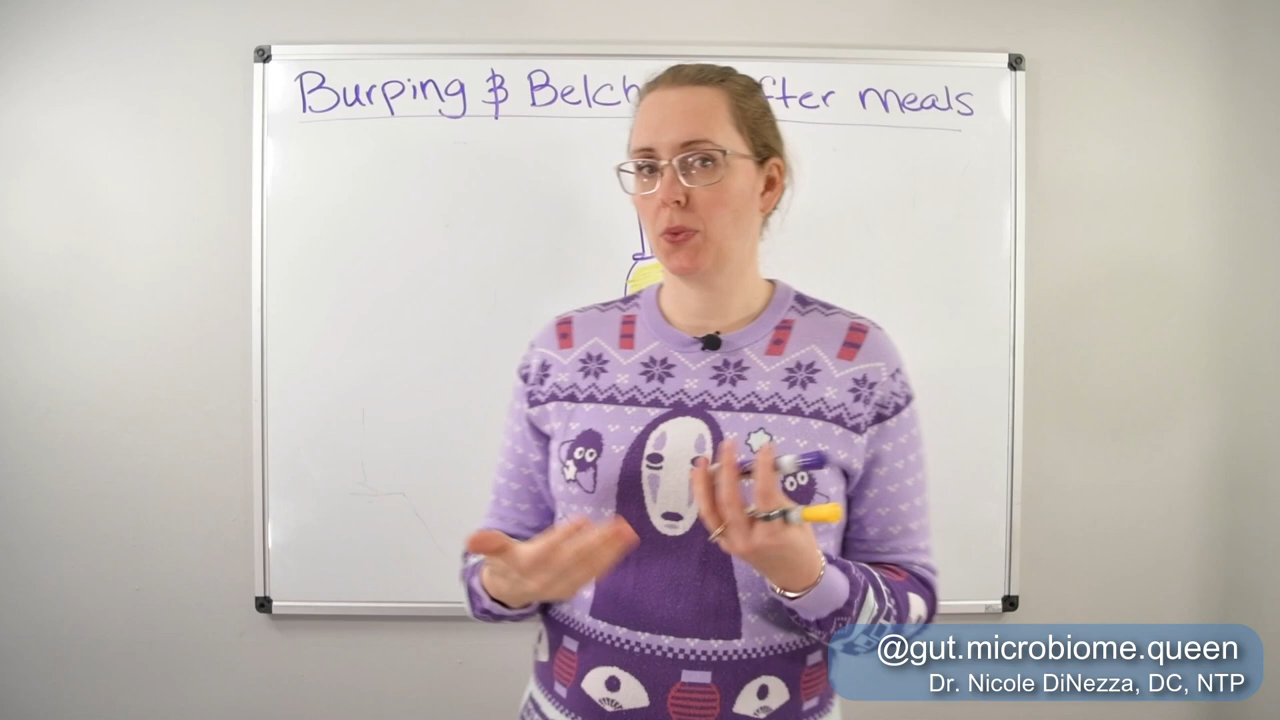 Burping & Belch fter meals
@gut.microbiome.queen
Dr. Nicole DiNezza, DC, NTP